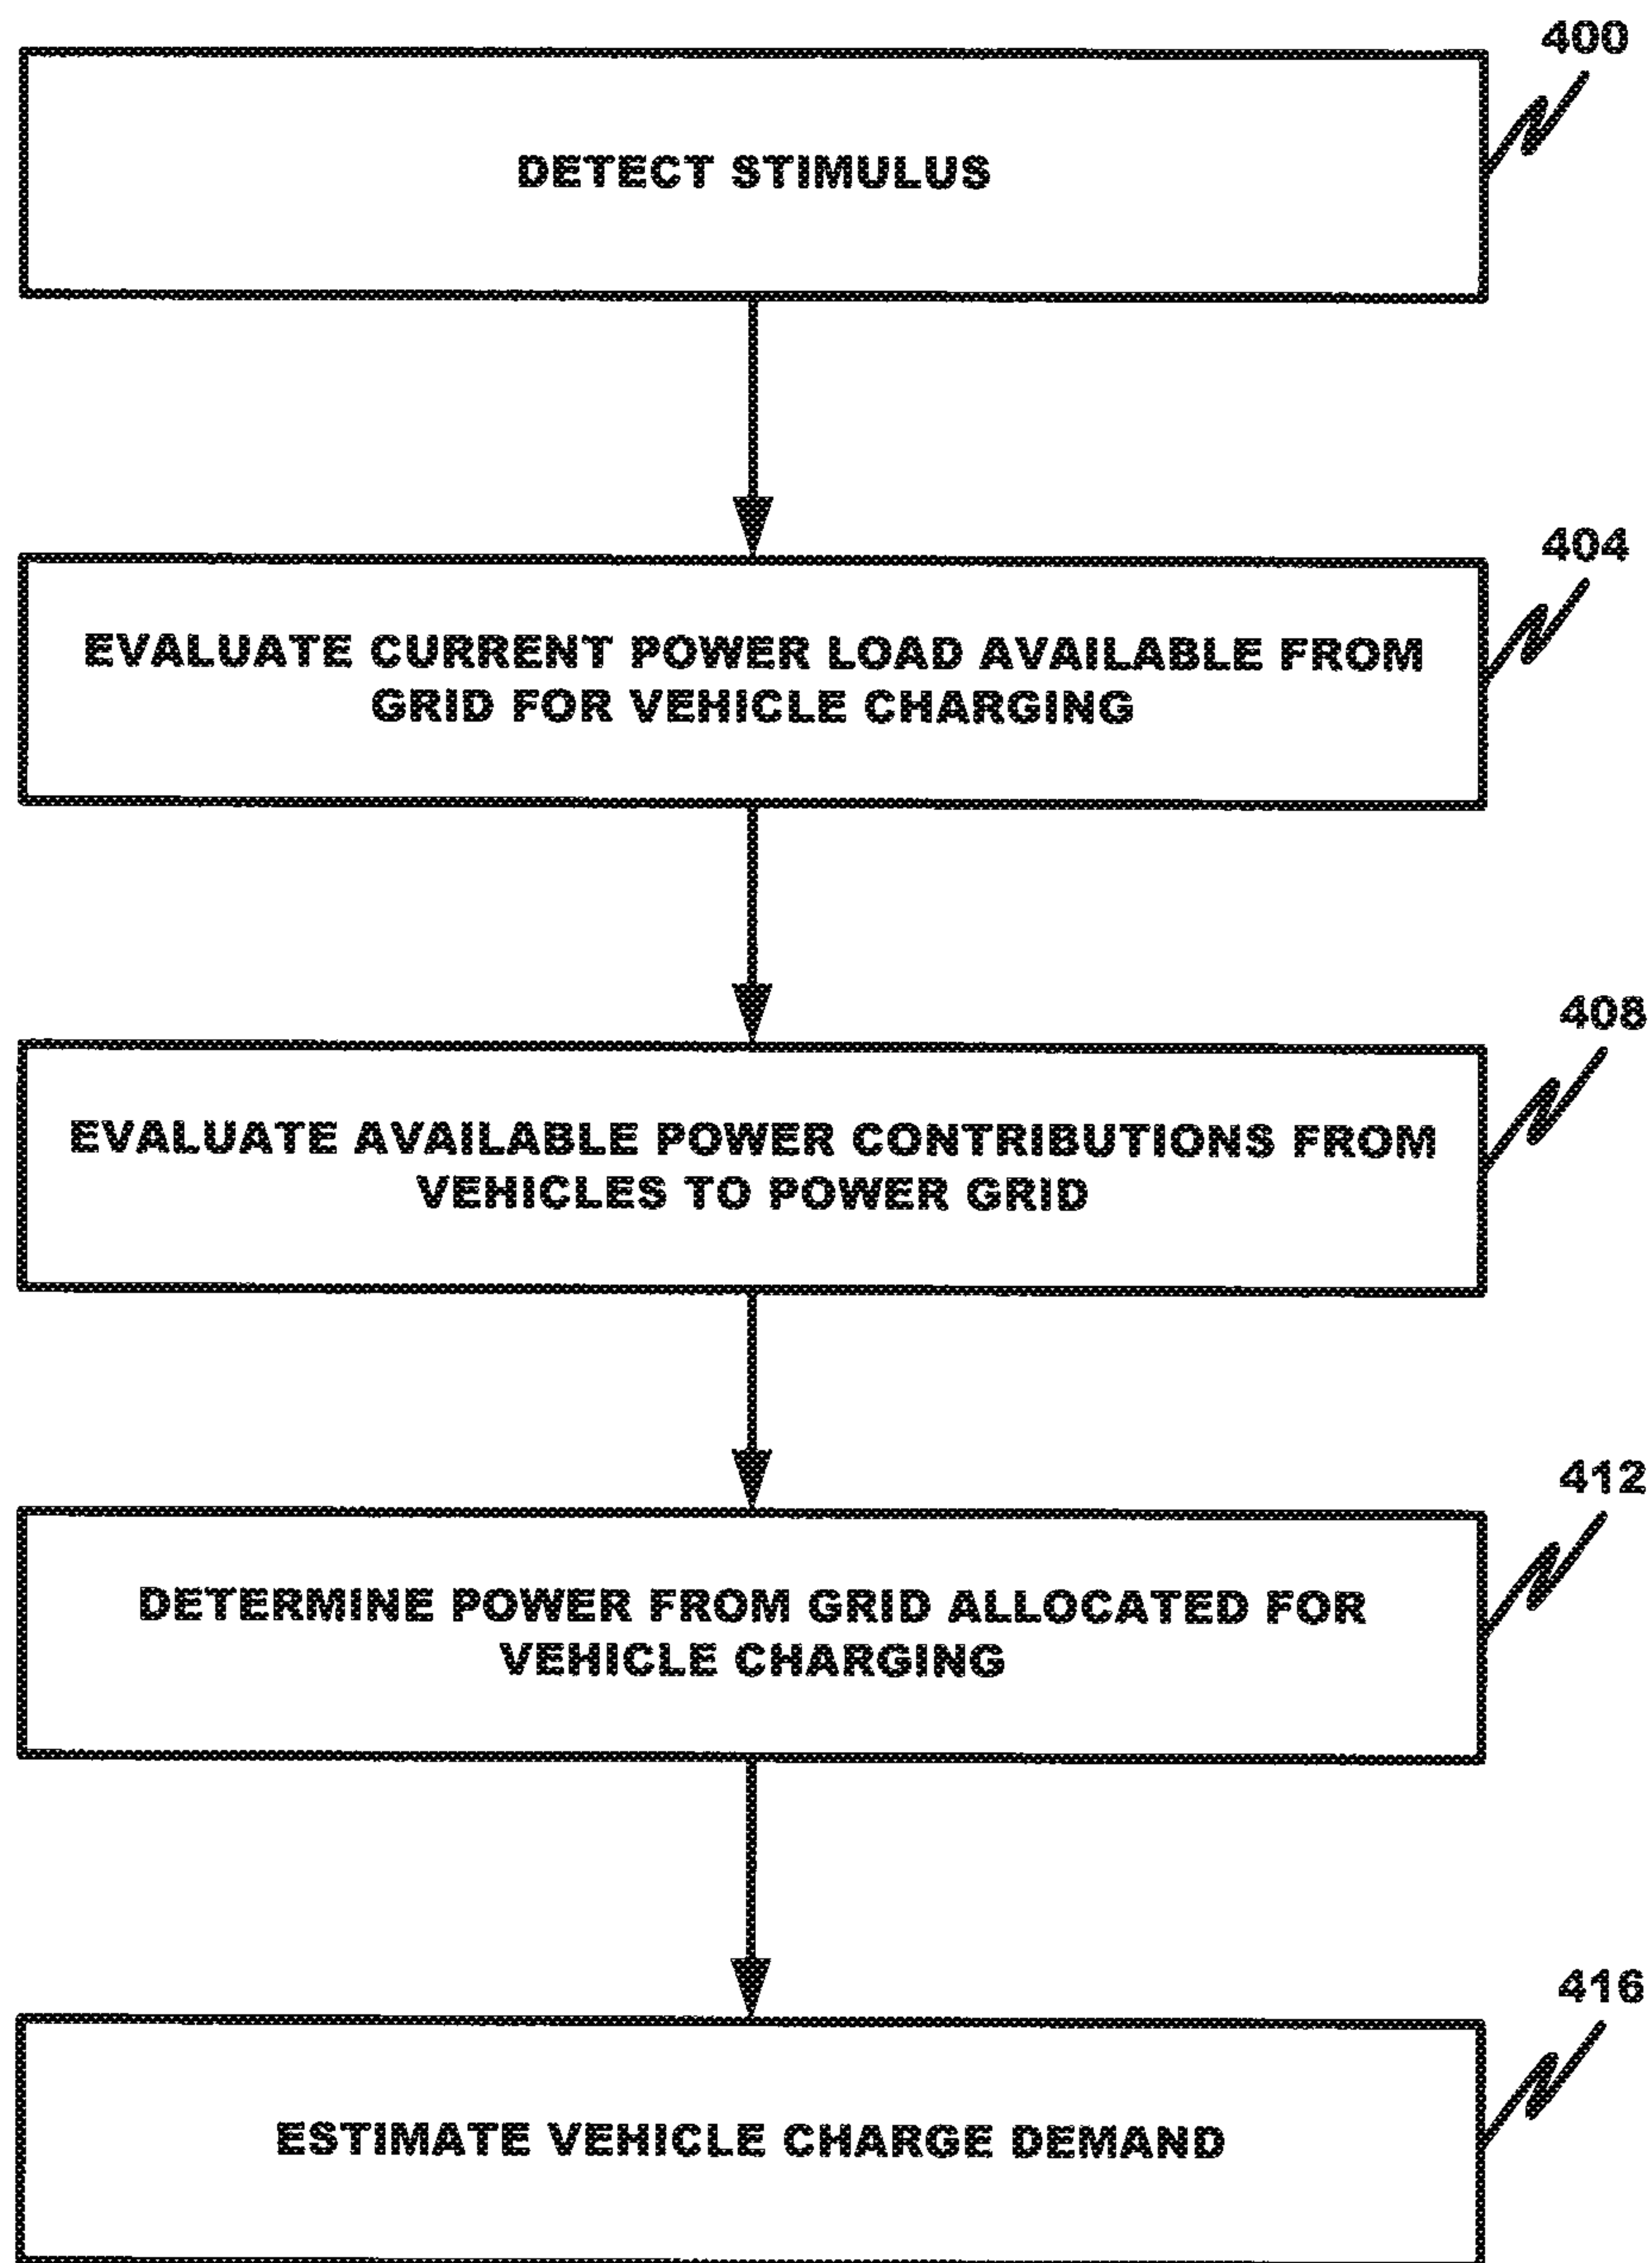 400
DETECT STIMULUS
404
EVALUATE CURRENT POWER LOAD AVAILABLE FROM
GRID FOR VEHICLE CHARGING
408
EVALUATE AVAILABLE POWER CONTRIBUTIONS FROM
VEHICLES TO POWER GRID
412
DETERMINE POWER FROM GRID ALLOCATED FOR
VEHICLE CHARGING
416
ESTIMATE VEHICLE CHARGE DEMAND